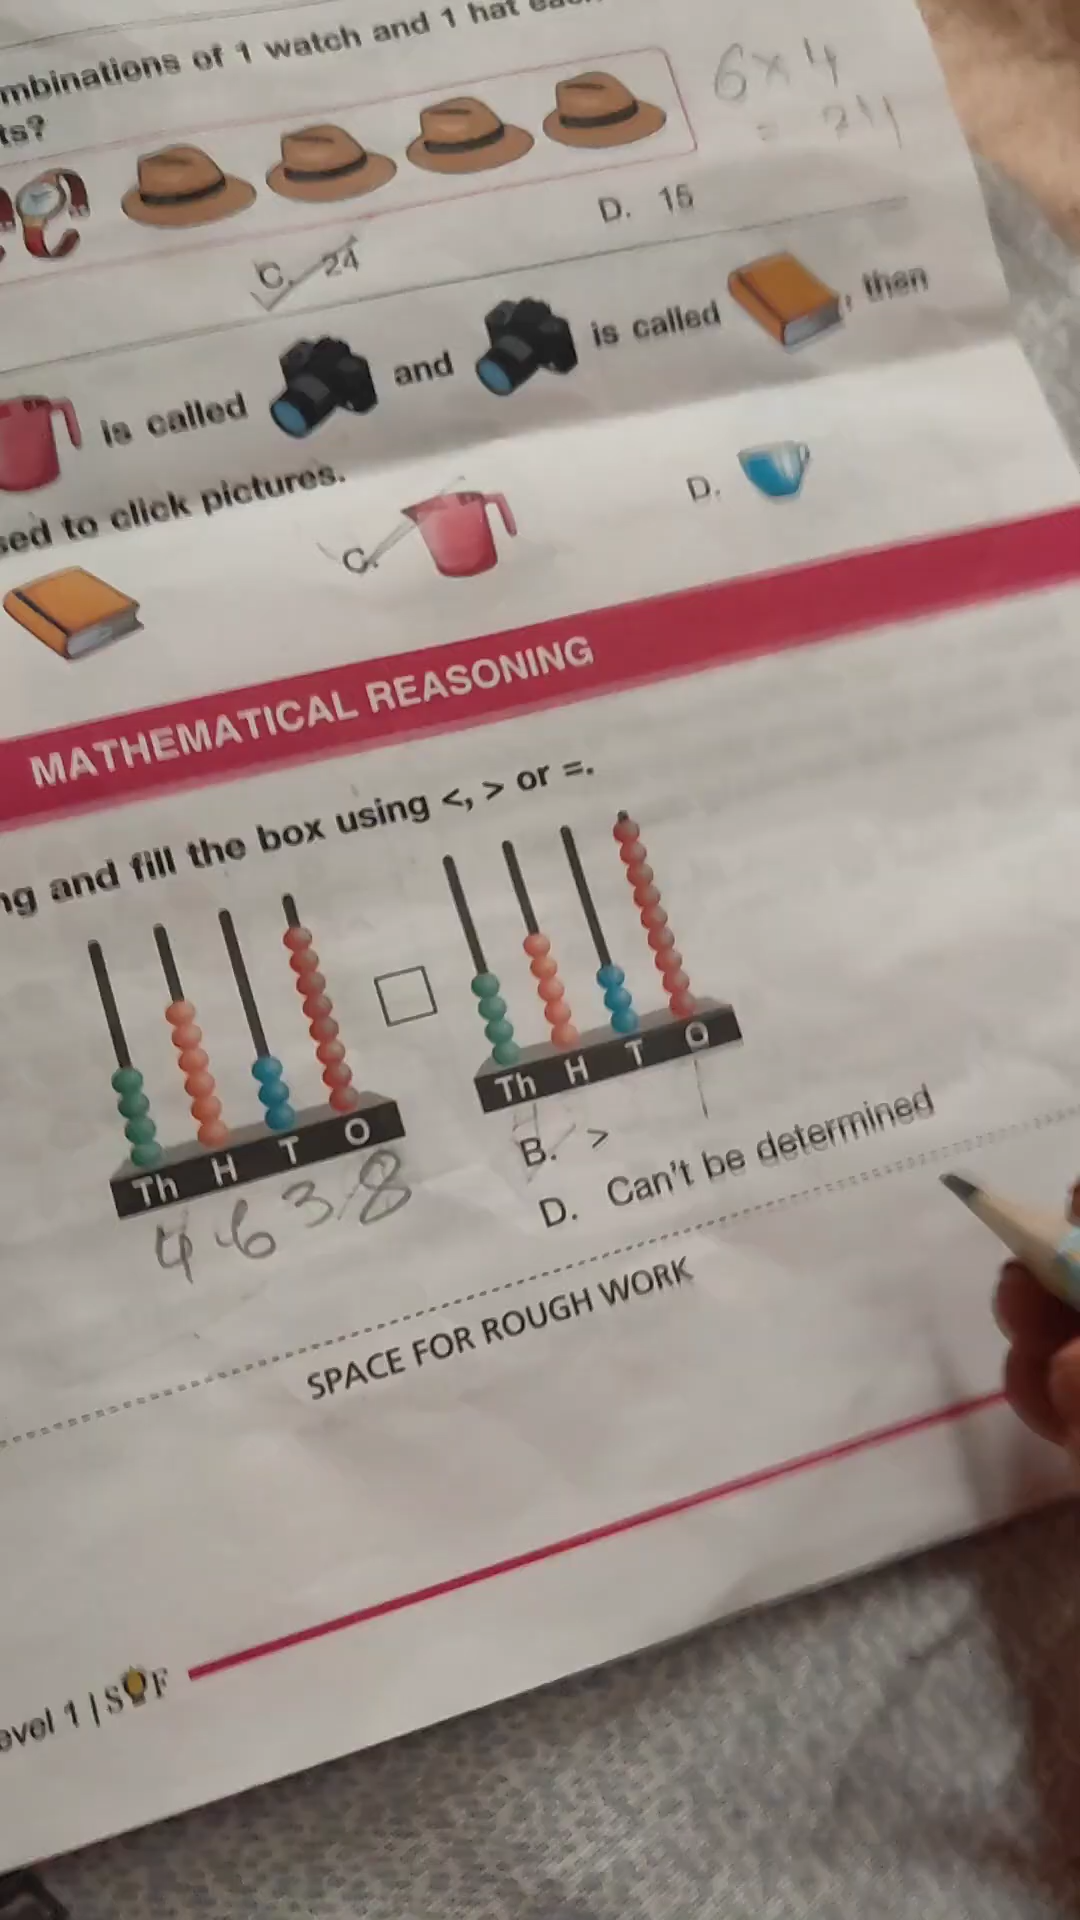 mbinations of 1 watch and 1 hat
ts?
6×4
= 24
C. 24
D. 15
is called and is called , then
sed to click pictures.
C.
D.
MATHEMATICAL REASONING
ng and fill the box using <, > or =.
Th H T O
Th H T O
4 6 3 8
B. >
D. Can't be determined
SPACE FOR ROUGH WORK
evel 1 | SOF